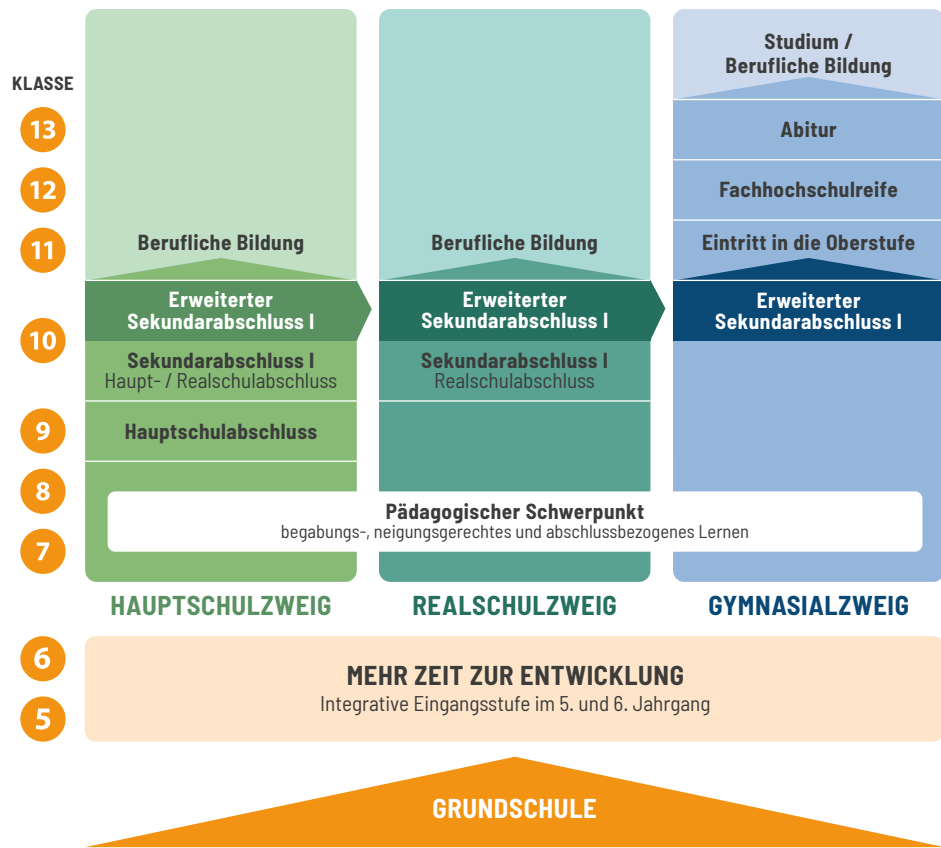 KLASSE
Studium /
Berufliche Bildung
13
Abitur
12
Fachhochschulreife
11
Berufliche Bildung
Berufliche Bildung
Eintritt in die Oberstufe
10
Erweiterter
Sekundarabschluss I
Erweiterter
Sekundarabschluss I
Erweiterter
Sekundarabschluss I
Sekundarabschluss I
Haupt- / Realschulabschluss
Sekundarabschluss I
Realschulabschluss
9
Hauptschulabschluss
8
7
Pädagogischer Schwerpunkt
begabungs-, neigungsgerechtes und abschlussbezogenes Lernen
HAUPTSCHULZWEIG
REALSCHULZWEIG
GYMNASIALZWEIG
6
5
MEHR ZEIT ZUR ENTWICKLUNG
Integrative Eingangsstufe im 5. und 6. Jahrgang
GRUNDSCHULE